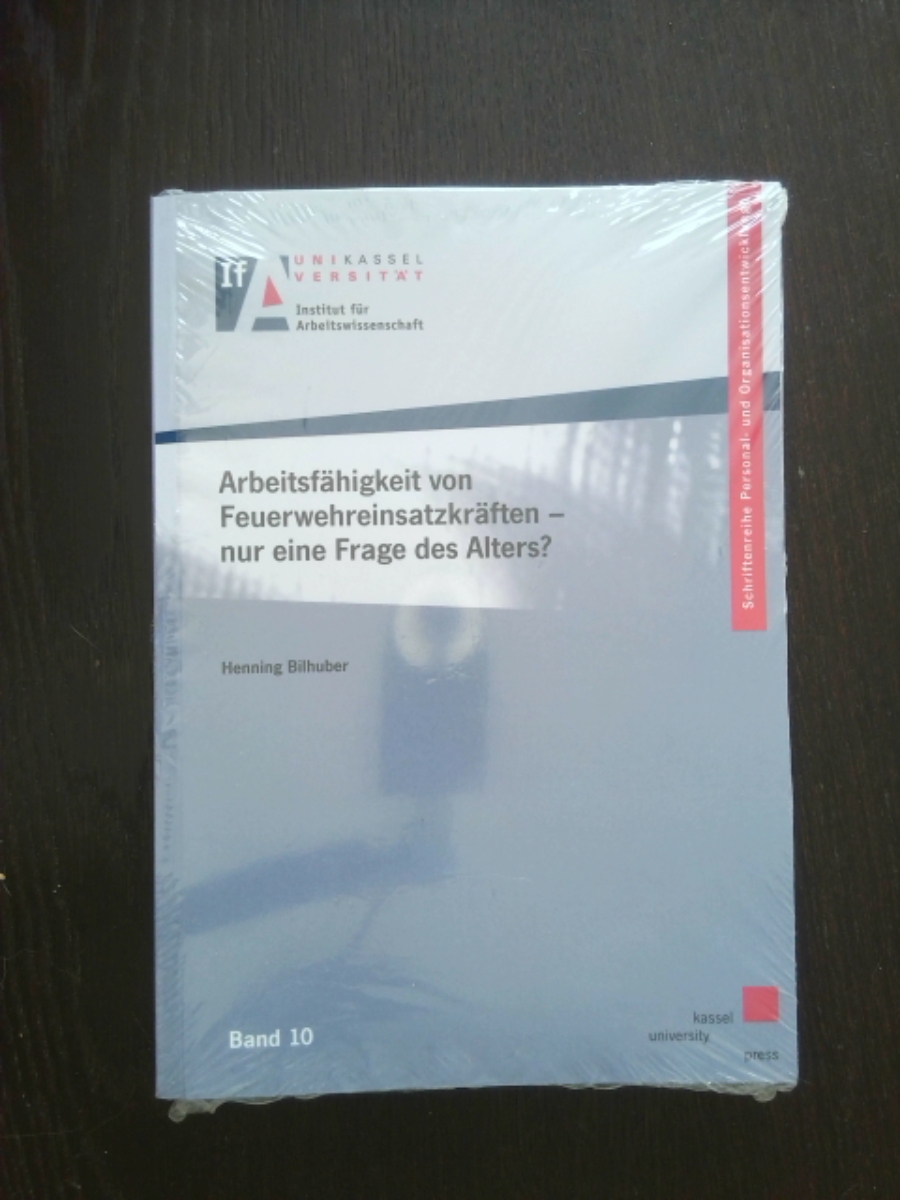 If A
UNIKASSEL
VERSITÄT
Institut für
Arbeitswissenschaft
Schriftenreihe Personal- und Organisationsentwicklung
Arbeitsfähigkeit von
Feuerwehreinsatzkräften –
nur eine Frage des Alters?
Henning Bilhuber
Band 10
kassel
university
press